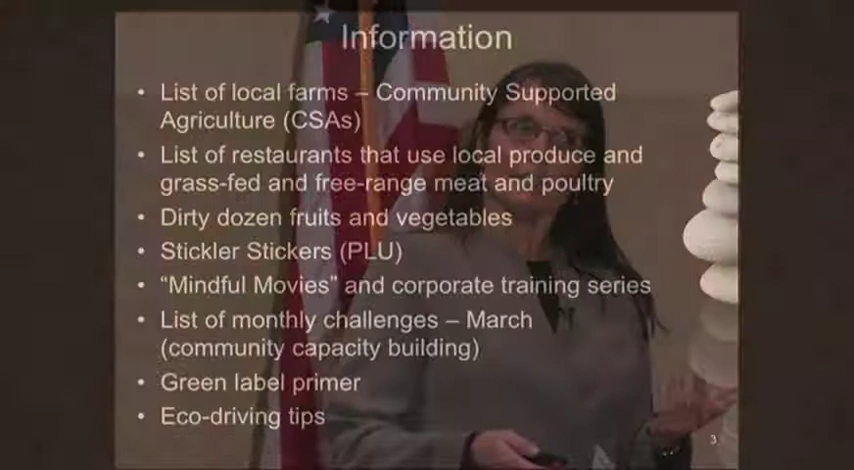 Information
• List of local farms – Community Supported
Agriculture (CSAs)
• List of restaurants that use local produce and
grass-fed and free-range meat and poultry
• Dirty dozen fruits and vegetables
• Stickler Stickers (PLU)
• “Mindful Movies” and corporate training series
• List of monthly challenges – March
(community capacity building)
• Green label primer
• Eco-driving tips
3